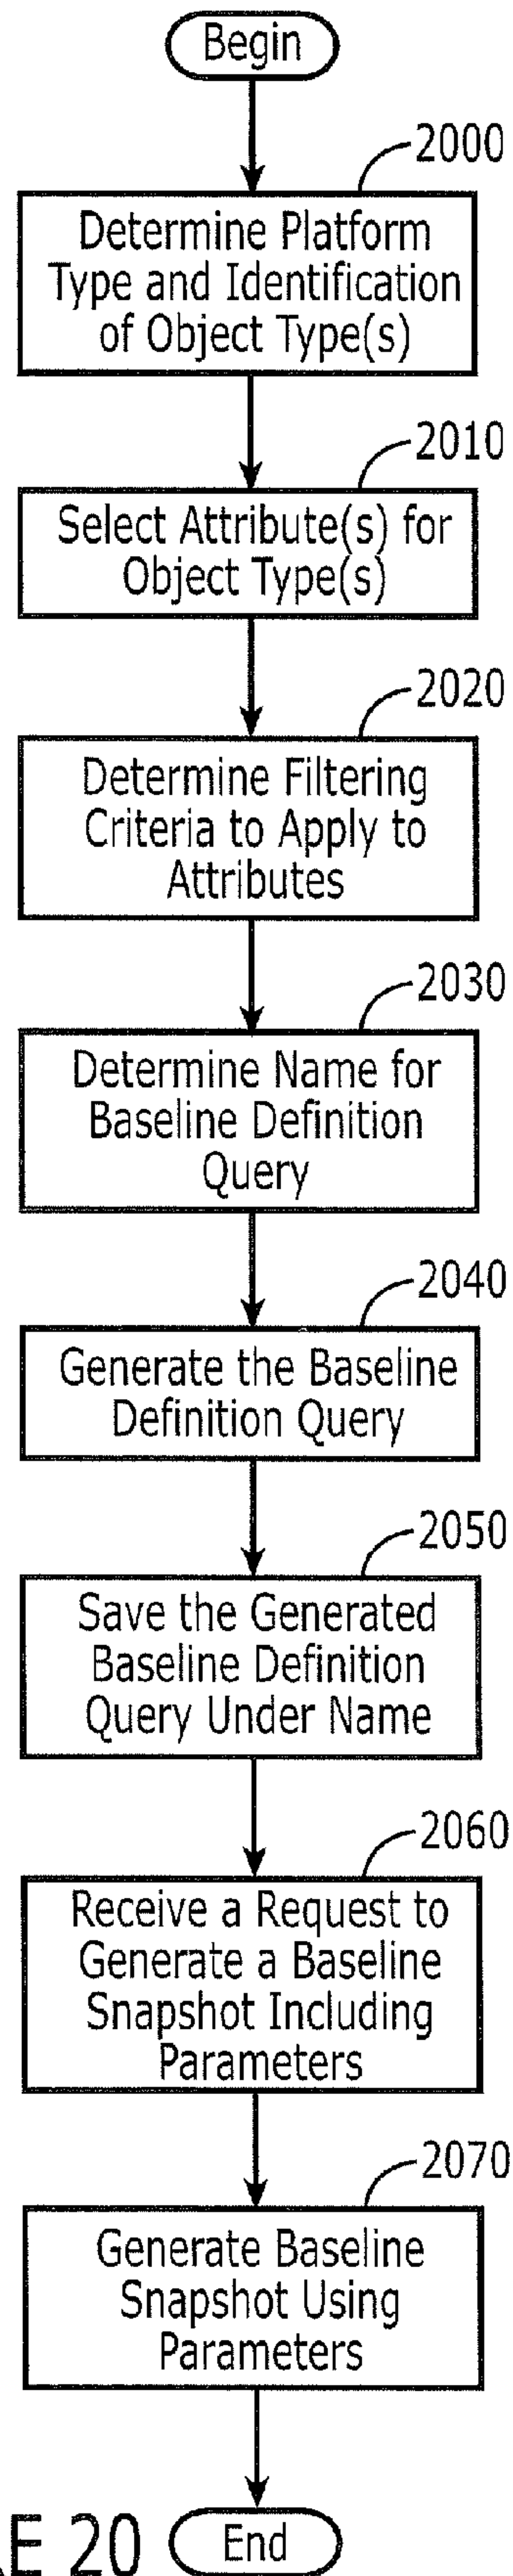 Begin
2000
Determine Platform
Type and Identification
of Object Type(s)
2010
Select Attribute(s) for
Object Type(s)
2020
Determine Filtering
Criteria to Apply to
Attributes
2030
Determine Name for
Baseline Definition
Query
2040
Generate the Baseline
Definition Query
2050
Save the Generated
Baseline Definition
Query Under Name
2060
Receive a Request to
Generate a Baseline
Snapshot Including
Parameters
2070
Generate Baseline
Snapshot Using
Parameters
20
End